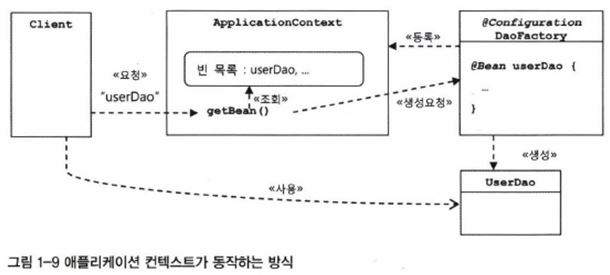 Client
ApplicationContext
@Configuration
DaoFactory
«등록»
빈 목록 : userDao, ...
@Bean userDao {
...
}
«요청»
"userDao"
«조회»
getBean()
«생성요청»
«생성»
UserDao
«사용»
그림 1-9 애플리케이션 컨텍스트가 동작하는 방식